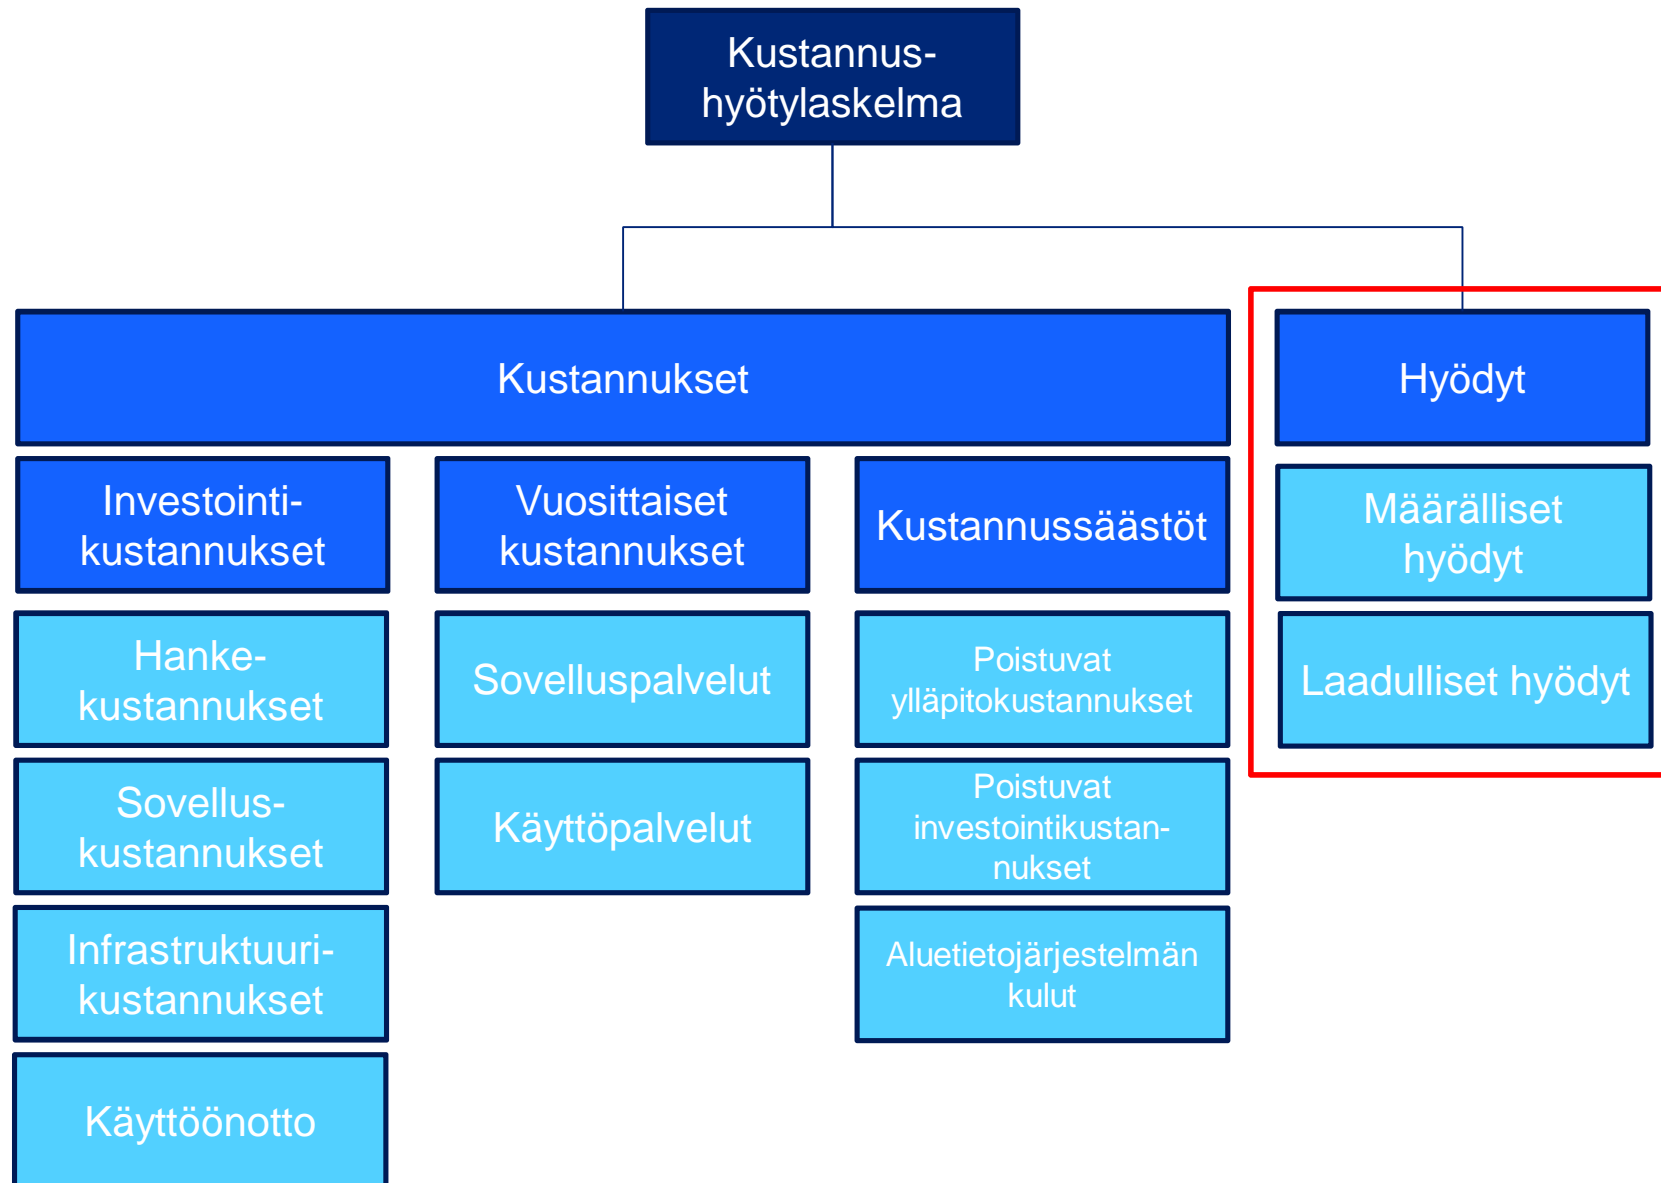 Kustannus-
hyötylaskelma
Kustannukset
Hyödyt
Investointi-
kustannukset
Vuosittaiset
kustannukset
Kustannussäästöt
Määrälliset
hyödyt
Hanke-
kustannukset
Sovelluspalvelut
Poistuvat
ylläpitokustannukset
Laadulliset hyödyt
Sovellus-
kustannukset
Käyttöpalvelut
Poistuvat
investointikustan-
nukset
Infrastruktuuri-
kustannukset
Aluetietojärjestelmän
kulut
Käyttöönotto